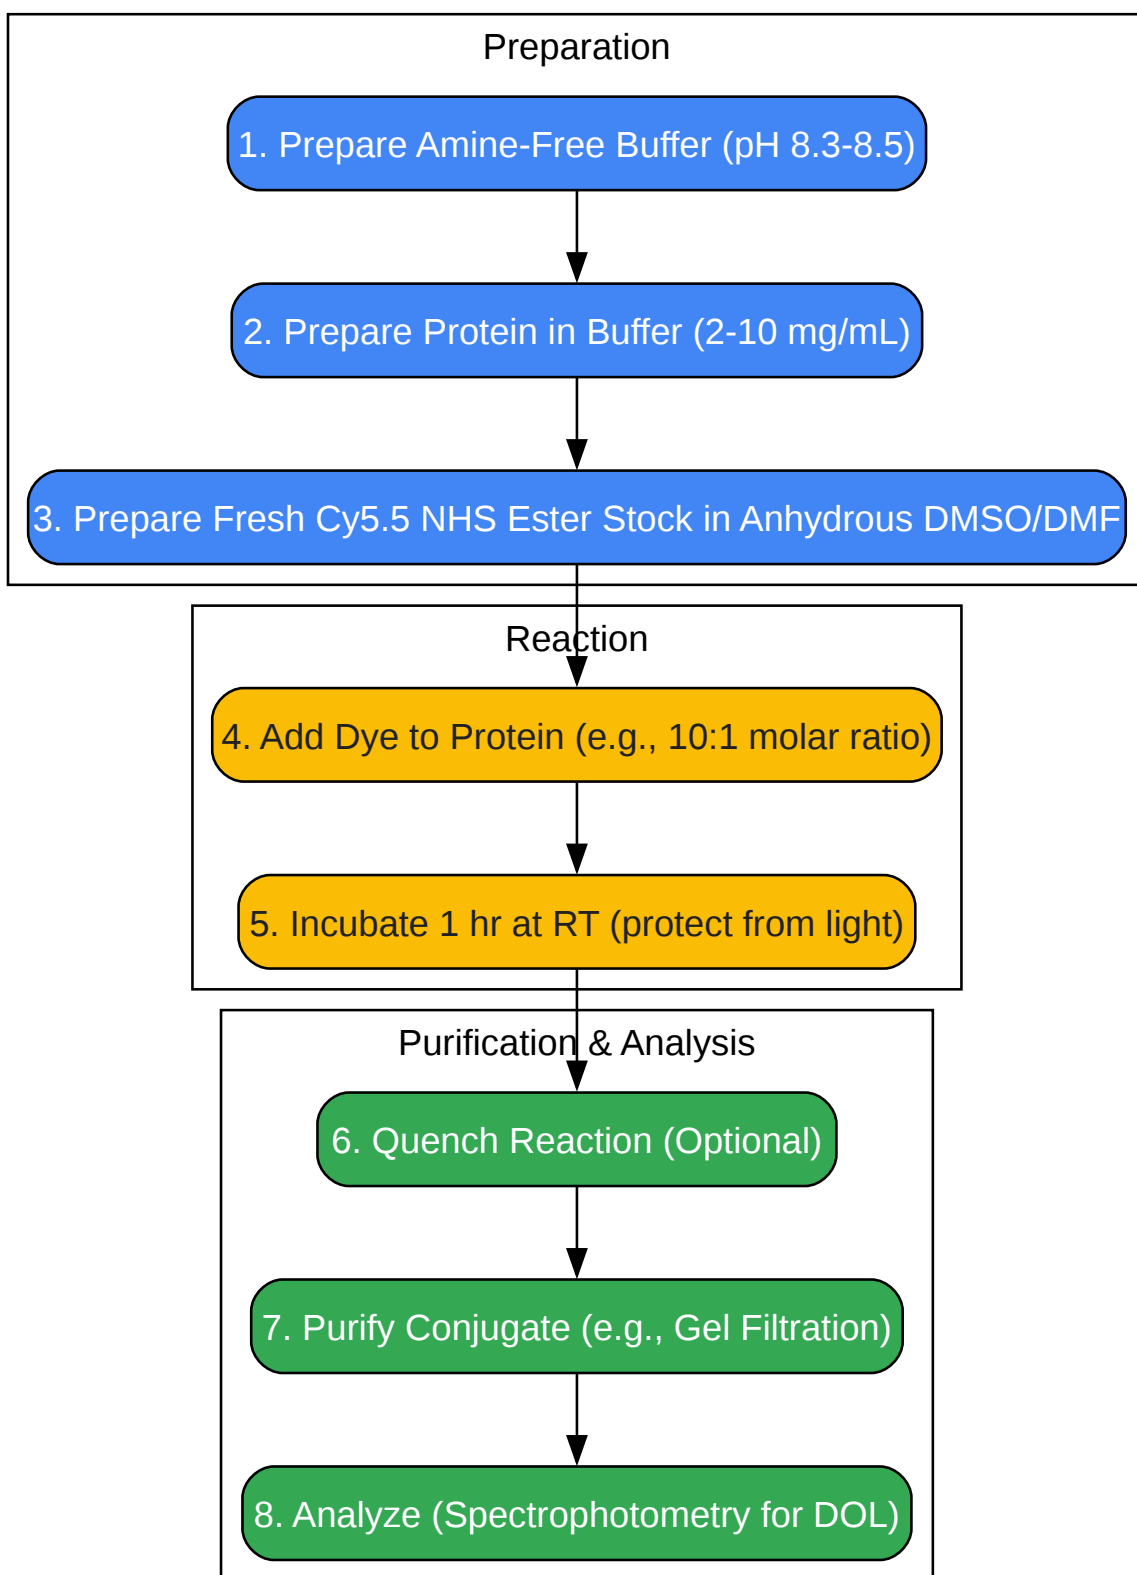 Preparation
1. Prepare Amine-Free Buffer (pH 8.3-8.5)
2. Prepare Protein in Buffer (2-10 mg/mL)
3. Prepare Fresh Cy5.5 NHS Ester Stock in Anhydrous DMSO/DMF
Reaction
4. Add Dye to Protein (e.g., 10:1 molar ratio)
5. Incubate 1 hr at RT (protect from light)
Purification & Analysis
6. Quench Reaction (Optional)
7. Purify Conjugate (e.g., Gel Filtration)
8. Analyze (Spectrophotometry for DOL)